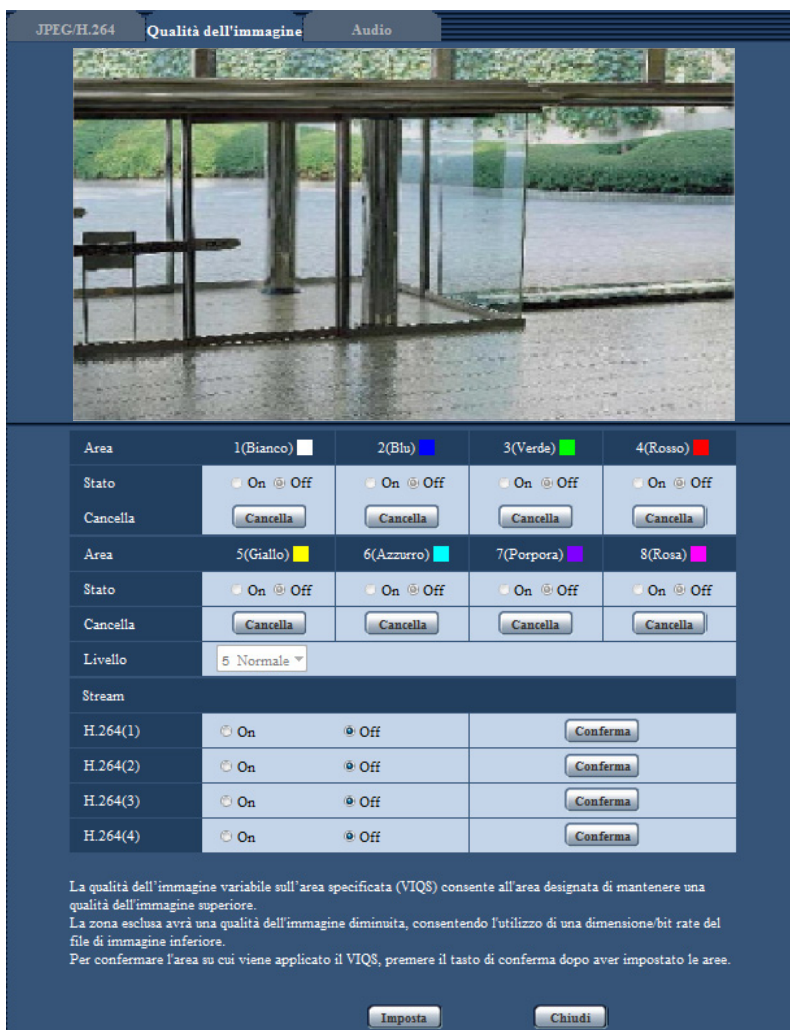 JPEG/H.264 Qualità dell'immagine Audio
Area 1(Bianco) 2(Blu) 3(Verde) 4(Rosso)
Stato On Off On Off On Off On Off
Cancella Cancella Cancella Cancella Cancella
Area 5(Giallo) 6(Azzurro) 7(Porpora) 8(Rosa)
Stato On Off On Off On Off On Off
Cancella Cancella Cancella Cancella Cancella
Livello 5 Normale
Stream
H.264(1) On Off Conferma
H.264(2) On Off Conferma
H.264(3) On Off Conferma
H.264(4) On Off Conferma
La qualità dell'immagine variabile sull'area specificata (VIQS) consente all'area designata di mantenere una
qualità dell'immagine superiore.
La zona esclusa avrà una qualità dell'immagine diminuita, consentendo l'utilizzo di una dimensione/bit rate del
file di immagine inferiore.
Per confermare l'area su cui viene applicato il VIQS, premere il tasto di conferma dopo aver impostato le aree.
Imposta Chiudi